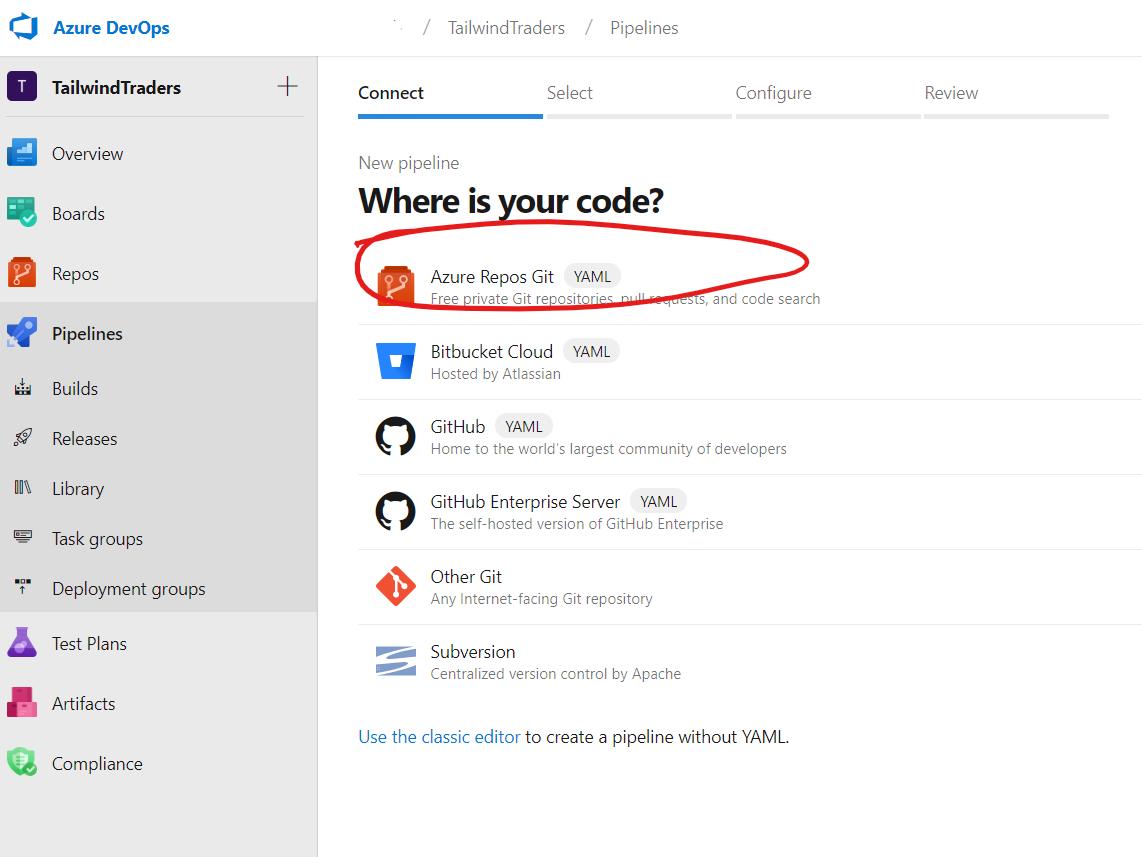 Azure DevOps
/ TailwindTraders / Pipelines
T TailwindTraders
Overview
Boards
Repos
Pipelines
Builds
Releases
Library
Task groups
Deployment groups
Test Plans
Artifacts
Compliance
Connect Select Configure Review
New pipeline
Where is your code?
Azure Repos Git YAML
Free private Git repositories, pull requests, and code search
Bitbucket Cloud YAML
Hosted by Atlassian
GitHub YAML
Home to the world's largest community of developers
GitHub Enterprise Server YAML
The self-hosted version of GitHub Enterprise
Other Git
Any Internet-facing Git repository
Subversion
Centralized version control by Apache
Use the classic editor to create a pipeline without YAML.